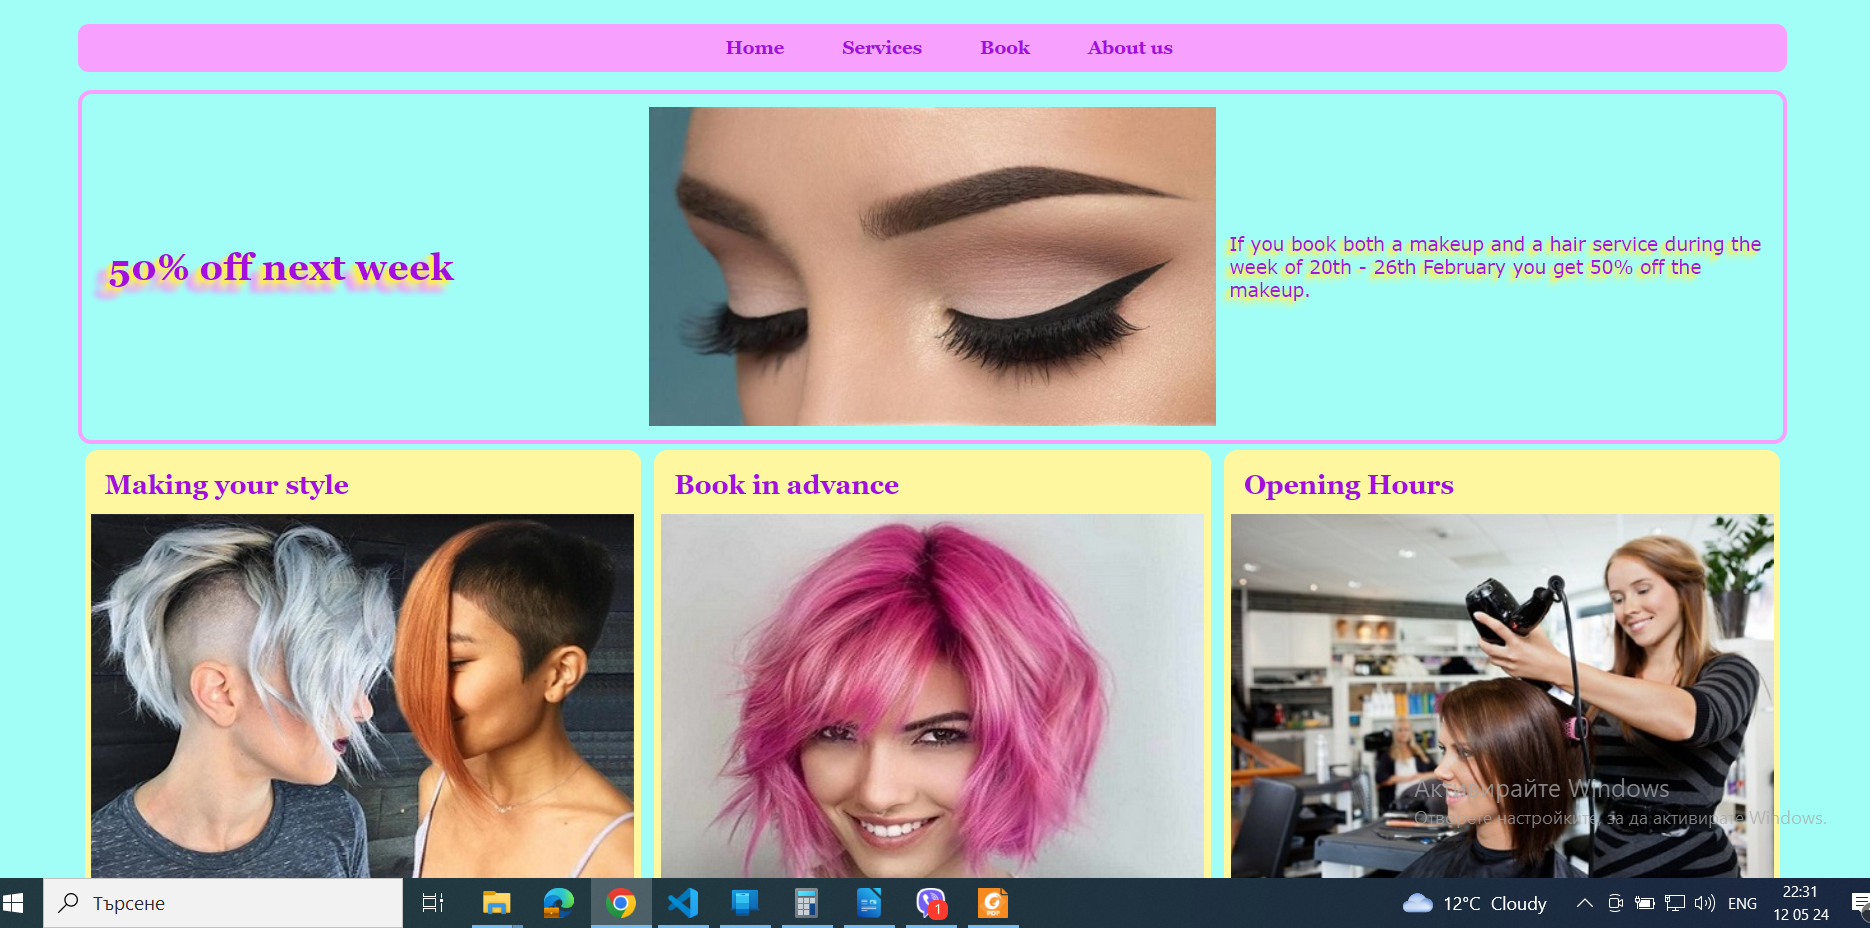 Home Services Book About us
50% off next week
If you book both a makeup and a hair service during the
week of 20th - 26th February you get 50% off the
makeup.
Making your style
Book in advance
Opening Hours
Активирайте Windows
Отворете настройките, за да активирате Windows.
Търсене
1
PDF
12°C Cloudy
ENG
22:31
12 05 24